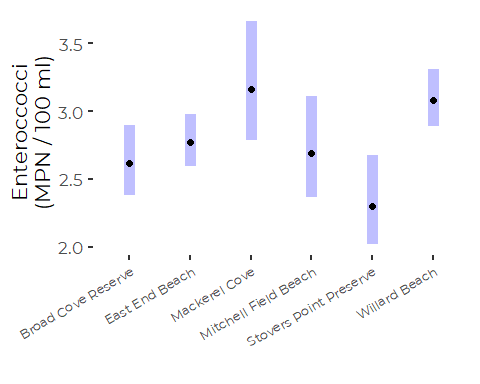 Enteroccocci
(MPN / 100 ml)
3.5
3.0
2.5
2.0
Broad Cove Reserve
East End Beach
Mackerel Cove
Mitchell Field Beach
Stovers Point Preserve
Willard Beach